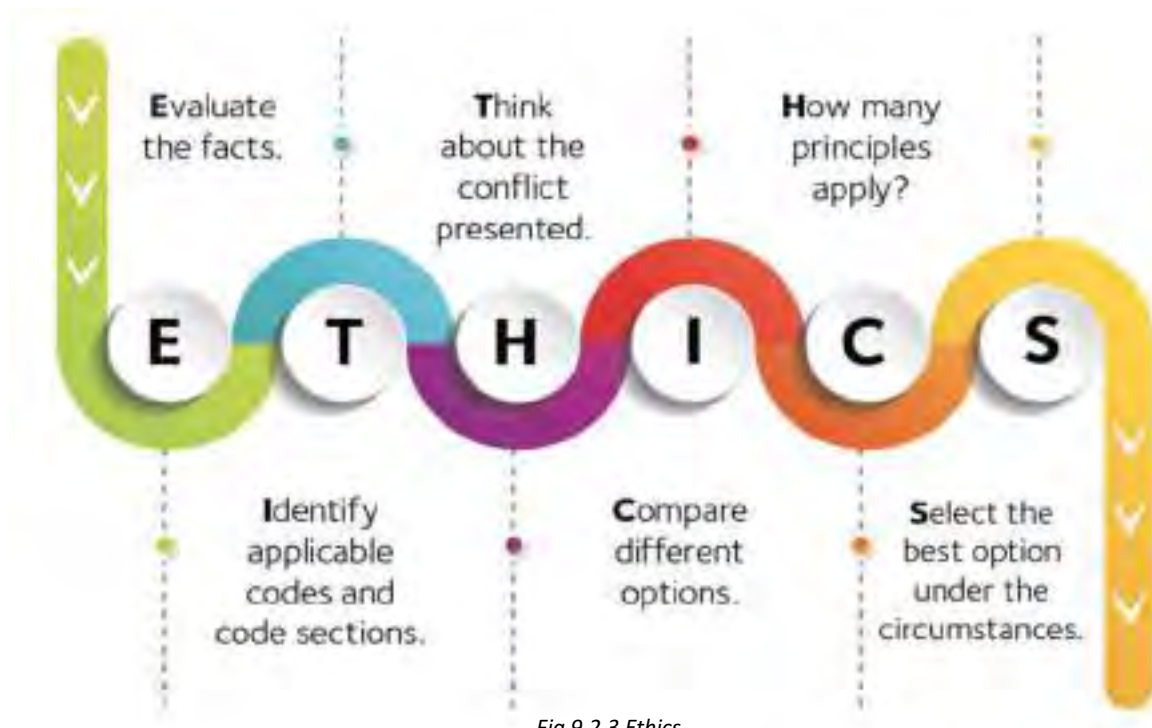 Evaluate
the facts.
Think
about the
conflict
presented.
How many
principles
apply?
E
T
H
I
C
S
Identify
applicable
codes and
code sections.
Compare
different
options.
Select the
best option
under the
circumstances.
Fig 9.2.3 Ethics